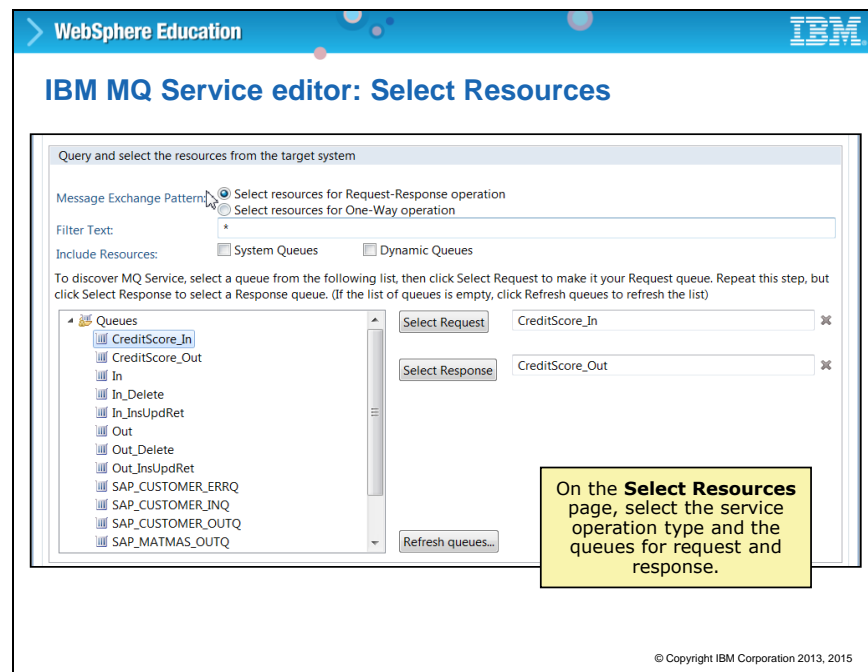 WebSphere Education
IBM
IBM MQ Service editor: Select Resources
Query and select the resources from the target system
Message Exchange Pattern:
Select resources for Request-Response operation
Select resources for One-Way operation
Filter Text:
*
Include Resources:
System Queues
Dynamic Queues
To discover MQ Service, select a queue from the following list, then click Select Request to make it your Request queue. Repeat this step, but
click Select Response to select a Response queue. (If the list of queues is empty, click Refresh queues to refresh the list)
Queues
CreditScore_In
CreditScore_Out
In
In_Delete
In_InsUpdRet
Out
Out_Delete
Out_InsUpdRet
SAP_CUSTOMER_ERRQ
SAP_CUSTOMER_INQ
SAP_CUSTOMER_OUTQ
SAP_MATMAS_OUTQ
Select Request
CreditScore_In
Select Response
CreditScore_Out
Refresh queues...
On the Select Resources
page, select the service
operation type and the
queues for request and
response.
© Copyright IBM Corporation 2013, 2015